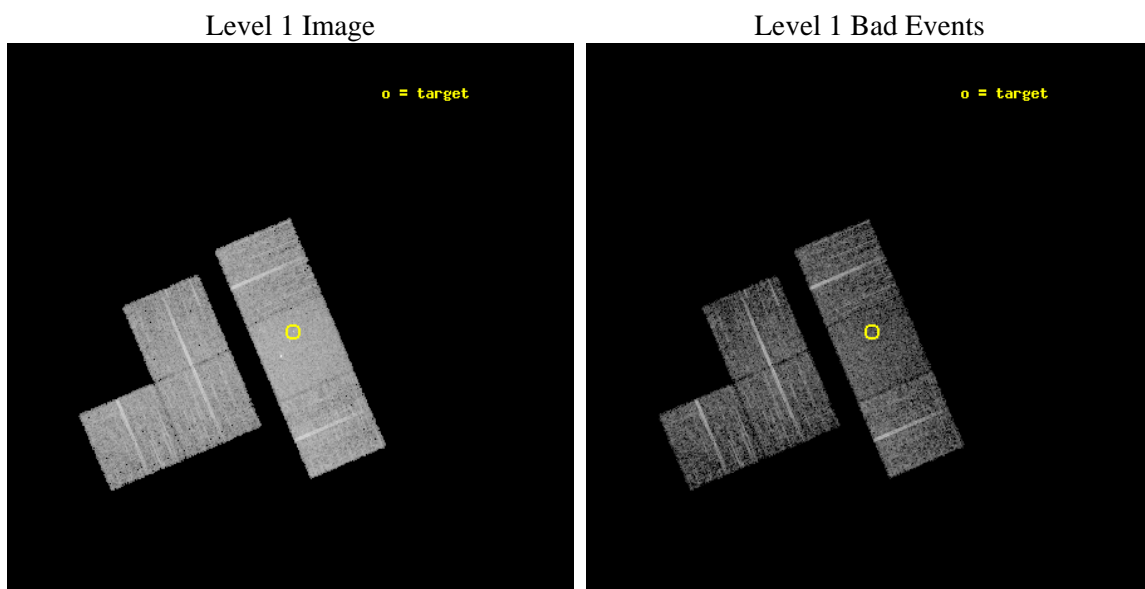 Level 1 Image
Level 1 Bad Events
o = target
o = target